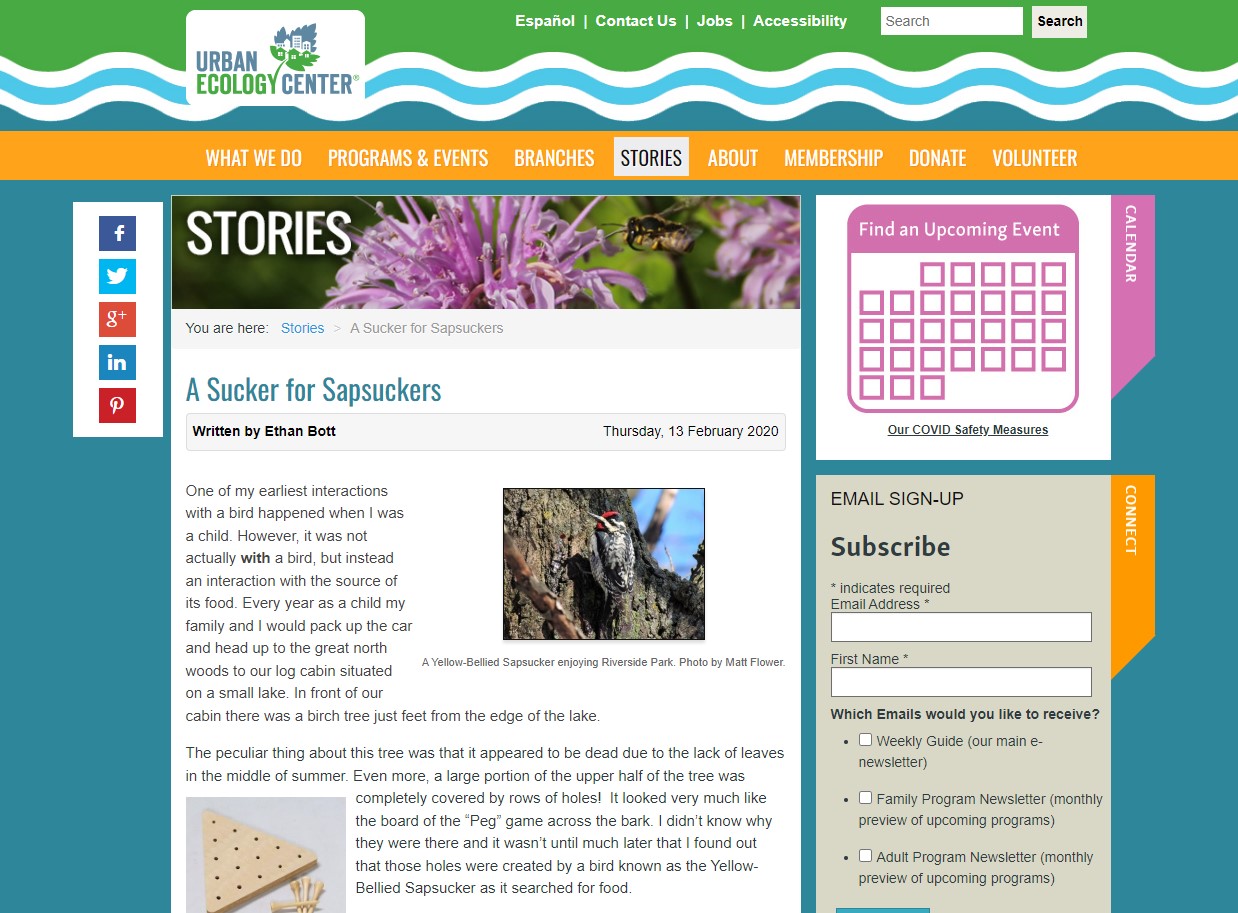 Español | Contact Us | Jobs | Accessibility
Search
Search
URBAN
ECOLOGY CENTER®
WHAT WE DO
PROGRAMS & EVENTS
BRANCHES
STORIES
ABOUT
MEMBERSHIP
DONATE
VOLUNTEER
f
g+
in
STORIES
You are here: Stories > A Sucker for Sapsuckers
A Sucker for Sapsuckers
Written by Ethan Bott
Thursday, 13 February 2020
One of my earliest interactions
with a bird happened when I was
a child. However, it was not
actually with a bird, but instead
an interaction with the source of
its food. Every year as a child my
family and I would pack up the car
and head up to the great north
woods to our log cabin situated
on a small lake. In front of our
cabin there was a birch tree just feet from the edge of the lake.
A Yellow-Bellied Sapsucker enjoying Riverside Park. Photo by Matt Flower.
The peculiar thing about this tree was that it appeared to be dead due to the lack of leaves
in the middle of summer. Even more, a large portion of the upper half of the tree was
completely covered by rows of holes! It looked very much like
the board of the “Peg” game across the bark. I didn’t know why
they were there and it wasn’t until much later that I found out
that those holes were created by a bird known as the Yellow-
Bellied Sapsucker as it searched for food.
Find an Upcoming Event
Our COVID Safety Measures
CALENDAR
EMAIL SIGN-UP
Subscribe
* indicates required
Email Address *
First Name *
Which Emails would you like to receive?
• Weekly Guide (our main e-
newsletter)
• Family Program Newsletter (monthly
preview of upcoming programs)
• Adult Program Newsletter (monthly
preview of upcoming programs)
CONNECT